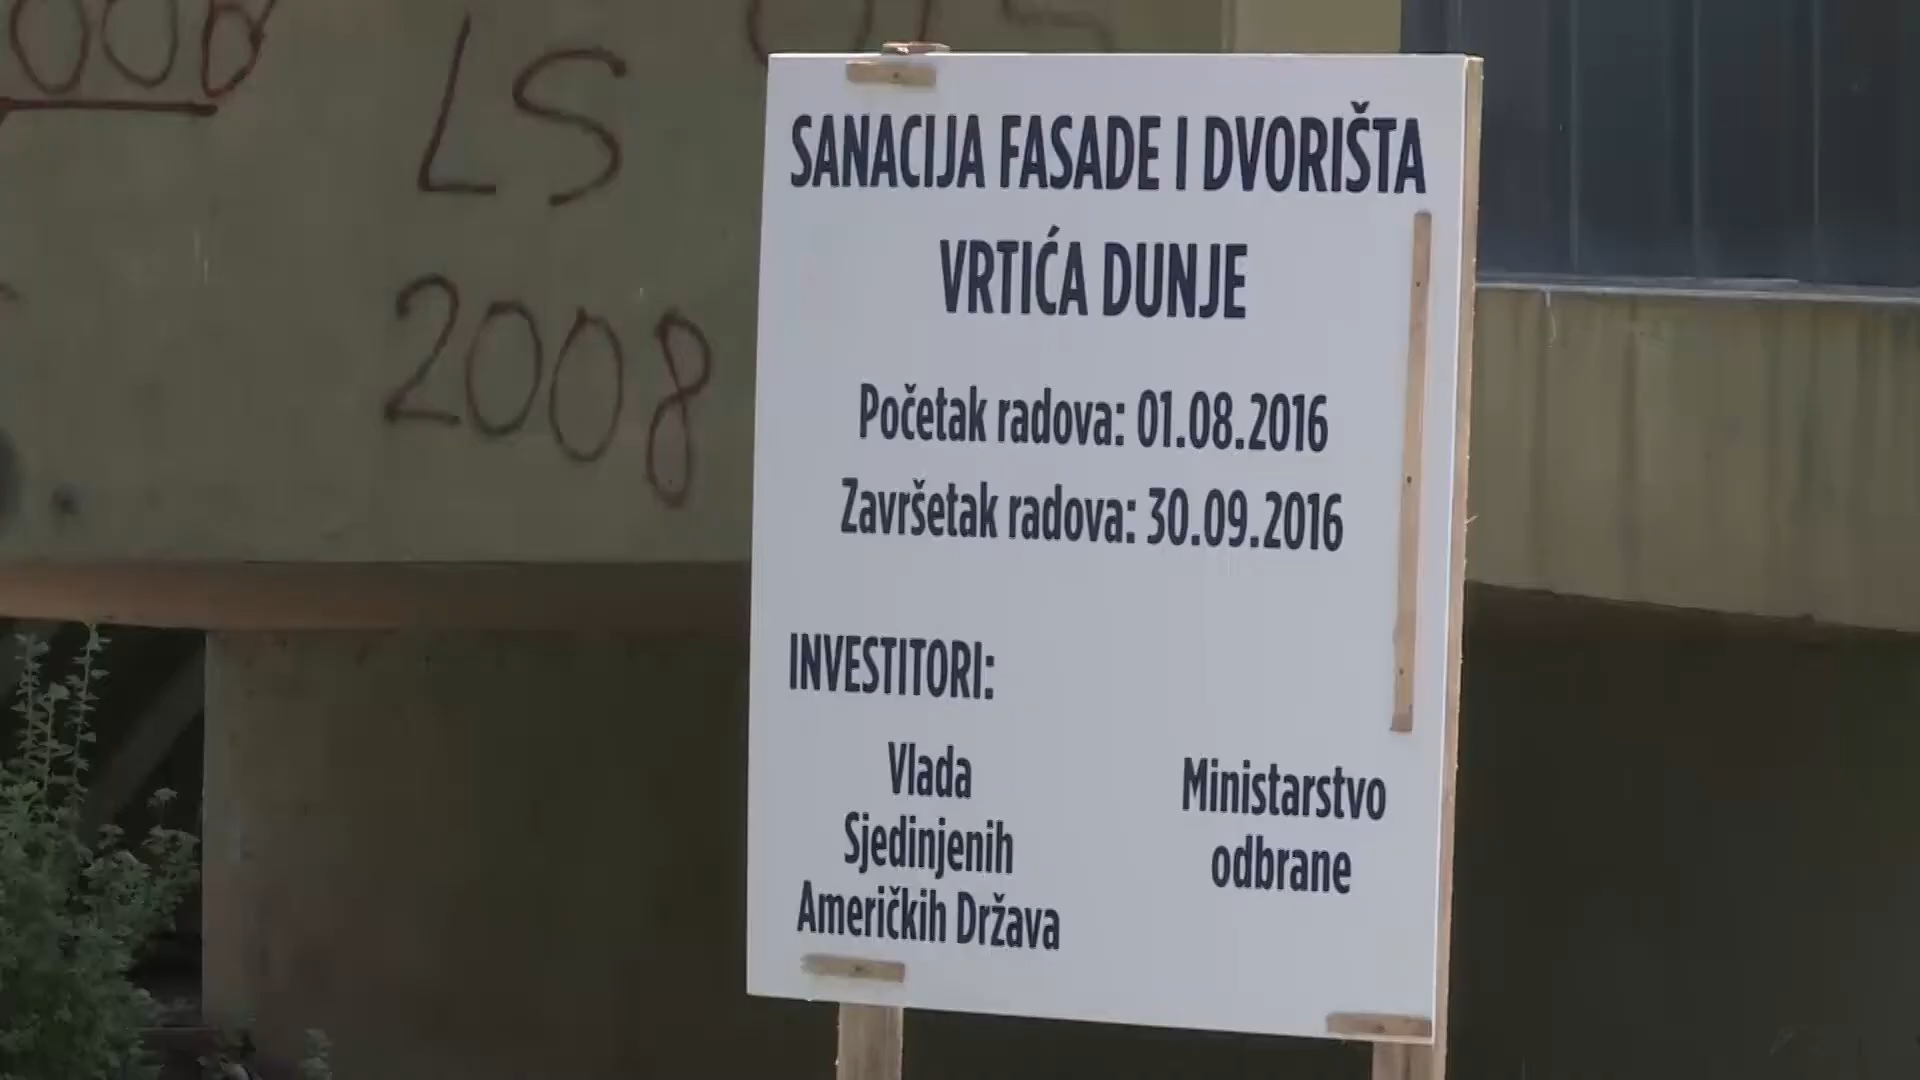 LS
2008
SANACIJA FASADE I DVORIŠTA
VRTIĆA DUNJE
Početak radova: 01.08.2016
Završetak radova: 30.09.2016
INVESTITORI:
Vlada
Sjedinjenih
Američkih Država
Ministarstvo
odbrane